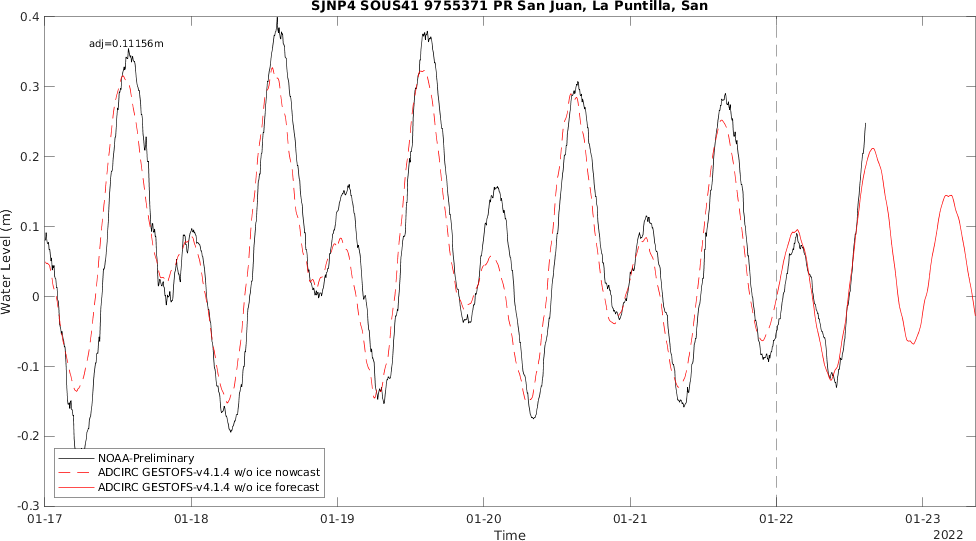 SJNP4 SOUS41 9755371 PR San Juan, La Puntilla, San
adj=0.11156m
0.4
0.3
0.2
0.1
0
-0.1
-0.2
-0.3
Water Level (m)
NOAA-Preliminary
ADCIRC GESTOFS-v4.1.4 w/o ice nowcast
ADCIRC GESTOFS-v4.1.4 w/o ice forecast
01-17 01-18 01-19 01-20 01-21 01-22 01-23
Time
2022